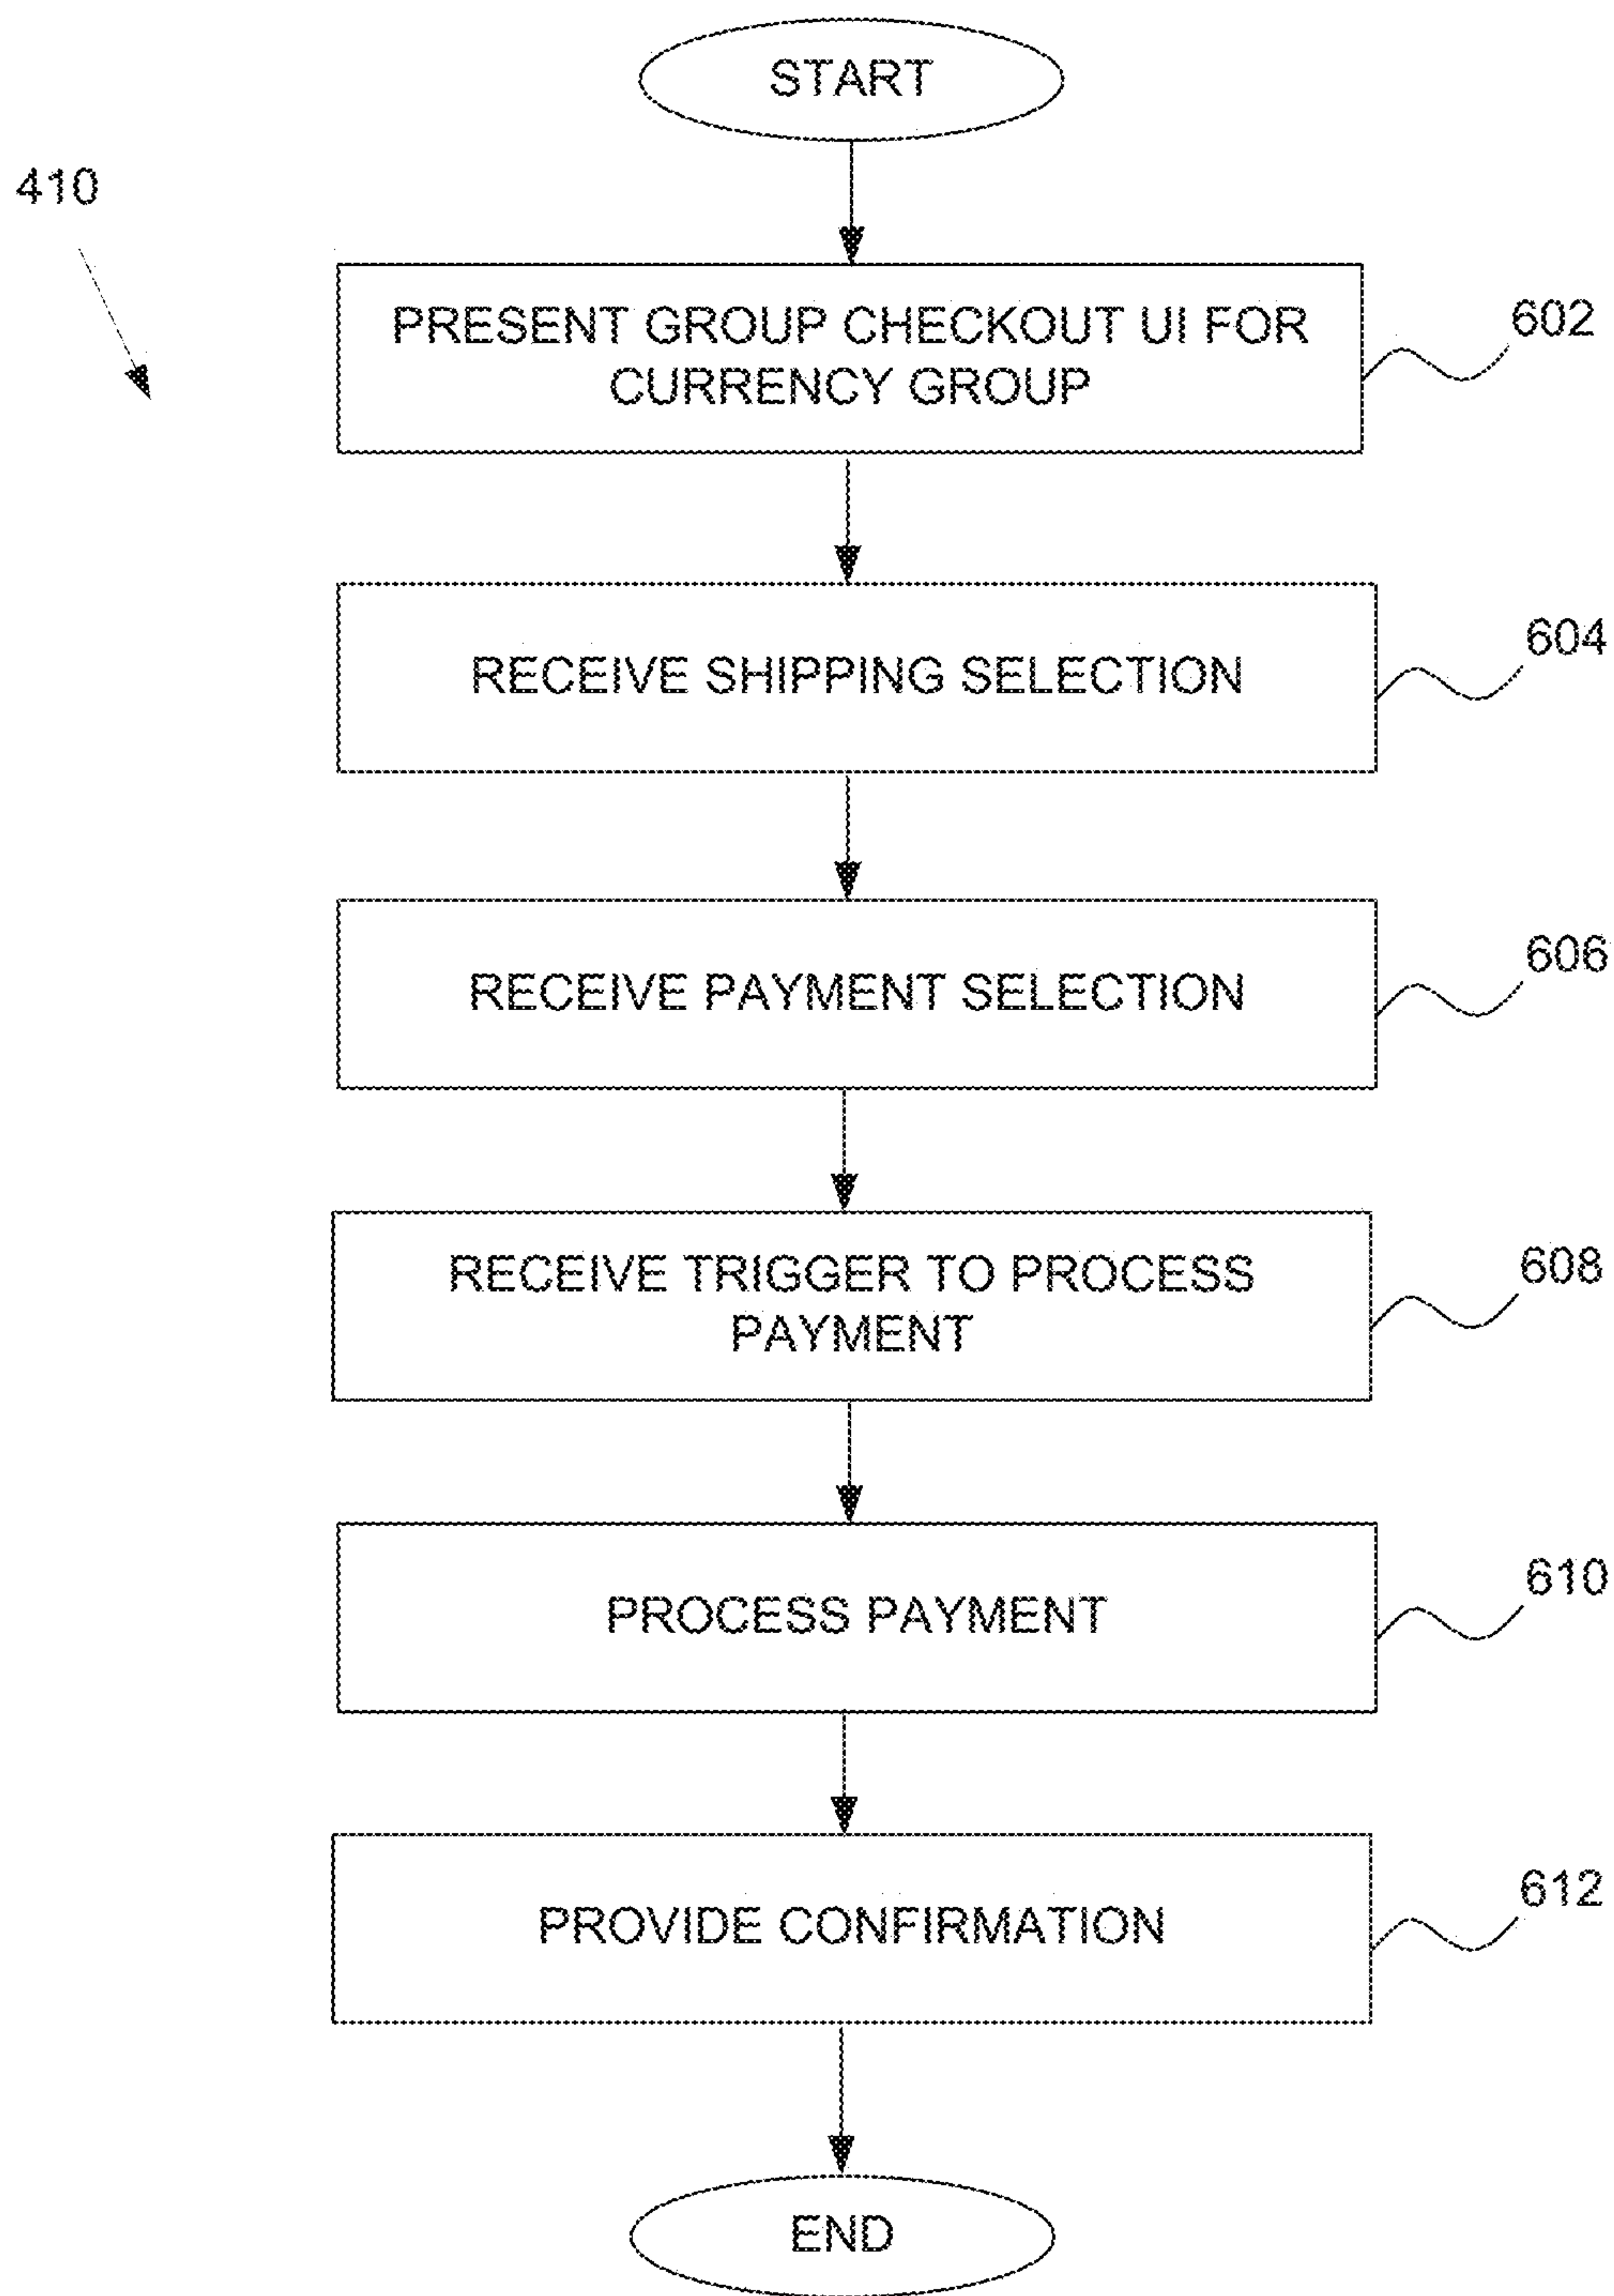 START
410
PRESENT GROUP CHECKOUT UI FOR
CURRENCY GROUP
602
RECEIVE SHIPPING SELECTION
604
RECEIVE PAYMENT SELECTION
606
RECEIVE TRIGGER TO PROCESS
PAYMENT
608
PROCESS PAYMENT
610
PROVIDE CONFIRMATION
612
END